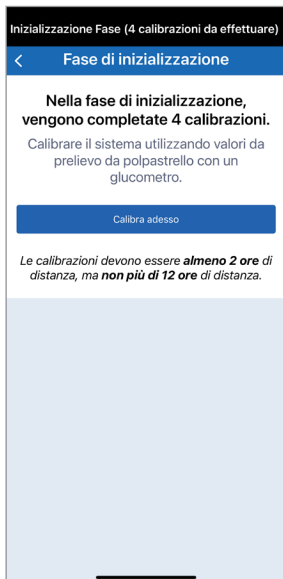 Inizializzazione Fase (4 calibrazioni da effettuare)
Fase di inizializzazione
Nella fase di inizializzazione,
vengono completate 4 calibrazioni.
Calibrare il sistema utilizzando valori da
prelievo da polpastrello con un
glucometro.
Calibra adesso
Le calibrazioni devono essere almeno 2 ore di
distanza, ma non più di 12 ore di distanza.